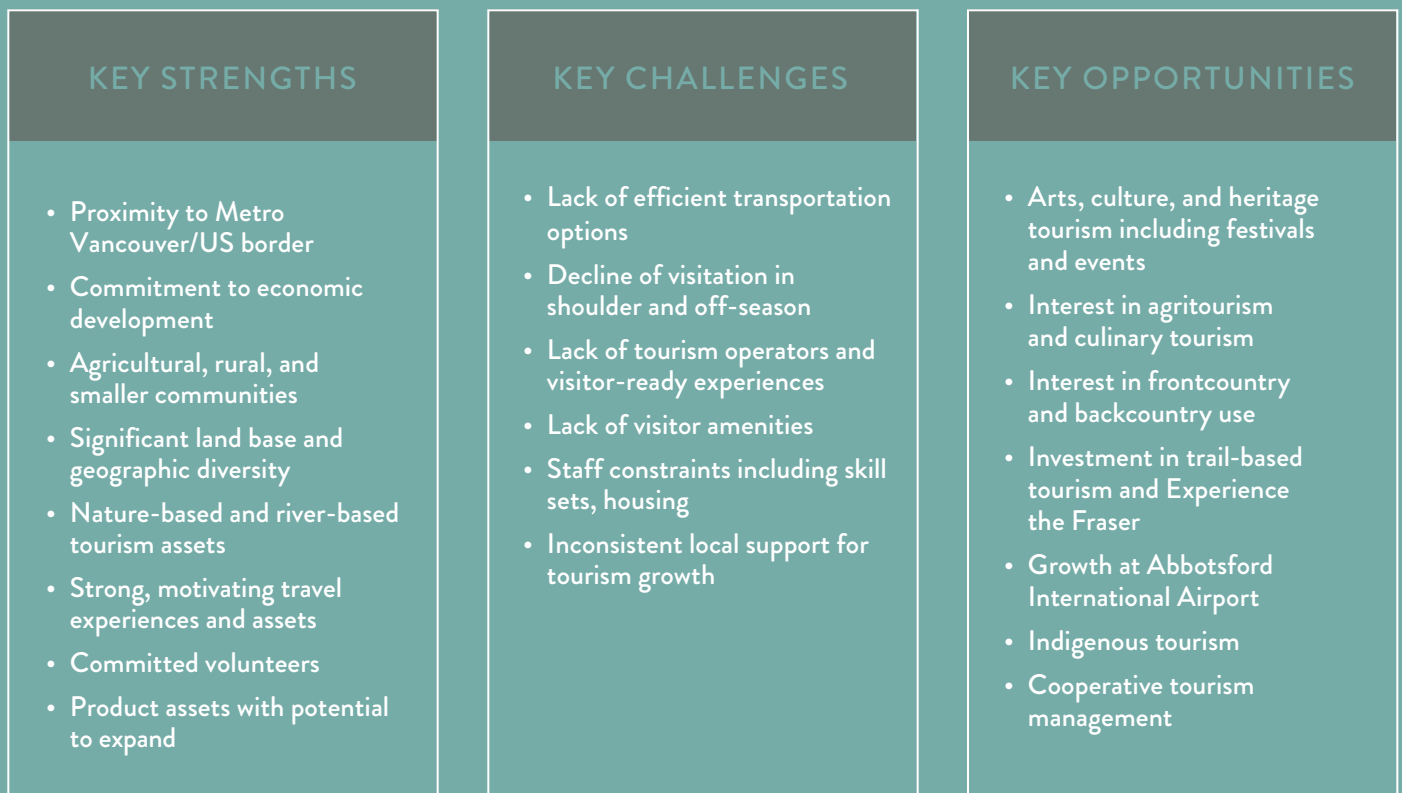 KEY STRENGTHS
• Proximity to Metro
Vancouver/US border
• Commitment to economic
development
• Agricultural, rural, and
smaller communities
• Significant land base and
geographic diversity
• Nature-based and river-based
tourism assets
• Strong, motivating travel
experiences and assets
• Committed volunteers
• Product assets with potential
to expand
KEY CHALLENGES
• Lack of efficient transportation
options
• Decline of visitation in
shoulder and off-season
• Lack of tourism operators and
visitor-ready experiences
• Lack of visitor amenities
• Staff constraints including skill
sets, housing
• Inconsistent local support for
tourism growth
KEY OPPORTUNITIES
• Arts, culture, and heritage
tourism including festivals
and events
• Interest in agritourism
and culinary tourism
• Interest in frontcountry
and backcountry use
• Investment in trail-based
tourism and Experience
the Fraser
• Growth at Abbotsford
International Airport
• Indigenous tourism
• Cooperative tourism
management